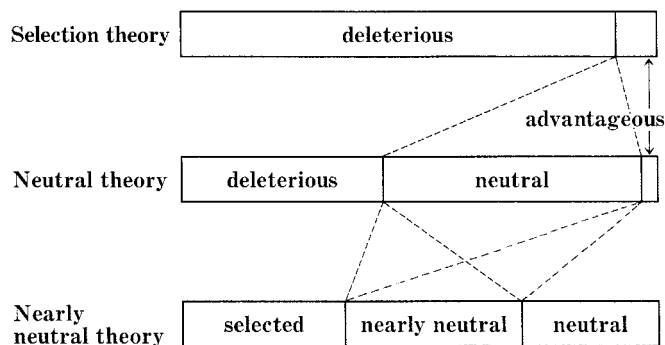 Selection theory
deleterious
advantageous
Neutral theory
deleterious
neutral
Nearly
neutral theory
selected
nearly neutral
neutral